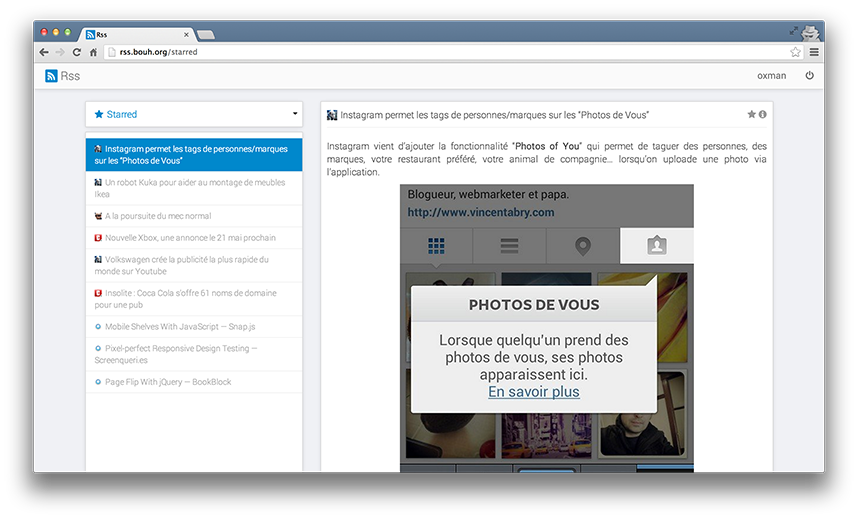 Rss
rss.bouh.org/starred
Rss
oxman
Starred
Instagram permet les tags de personnes/marques
sur les "Photos de Vous"
Un robot Kuka pour aider au montage de meubles
Ikea
A la poursuite du mec normal
Nouvelle Xbox, une annonce le 21 mai prochain
Volkswagen crée la publicité la plus rapide du
monde sur Youtube
Insolite : Coca Cola s'offre 61 noms de domaine
pour une pub
Mobile Shelves With JavaScript — Snap.js
Pixel-perfect Responsive Design Testing —
Screenqueri.es
Page Flip With jQuery — BookBlock
Instagram permet les tags de personnes/marques sur les "Photos de Vous"
Instagram vient d'ajouter la fonctionnalité "Photos of You" qui permet de taguer des personnes, des
marques, votre restaurant préféré, votre animal de compagnie... lorsqu'on uploade une photo via
l'application.
Blogueur, webmarketer et papa.
http://www.vincentabry.com
PHOTOS DE VOUS
Lorsque quelqu'un prend des
photos de vous, ses photos
apparaissent ici.
En savoir plus